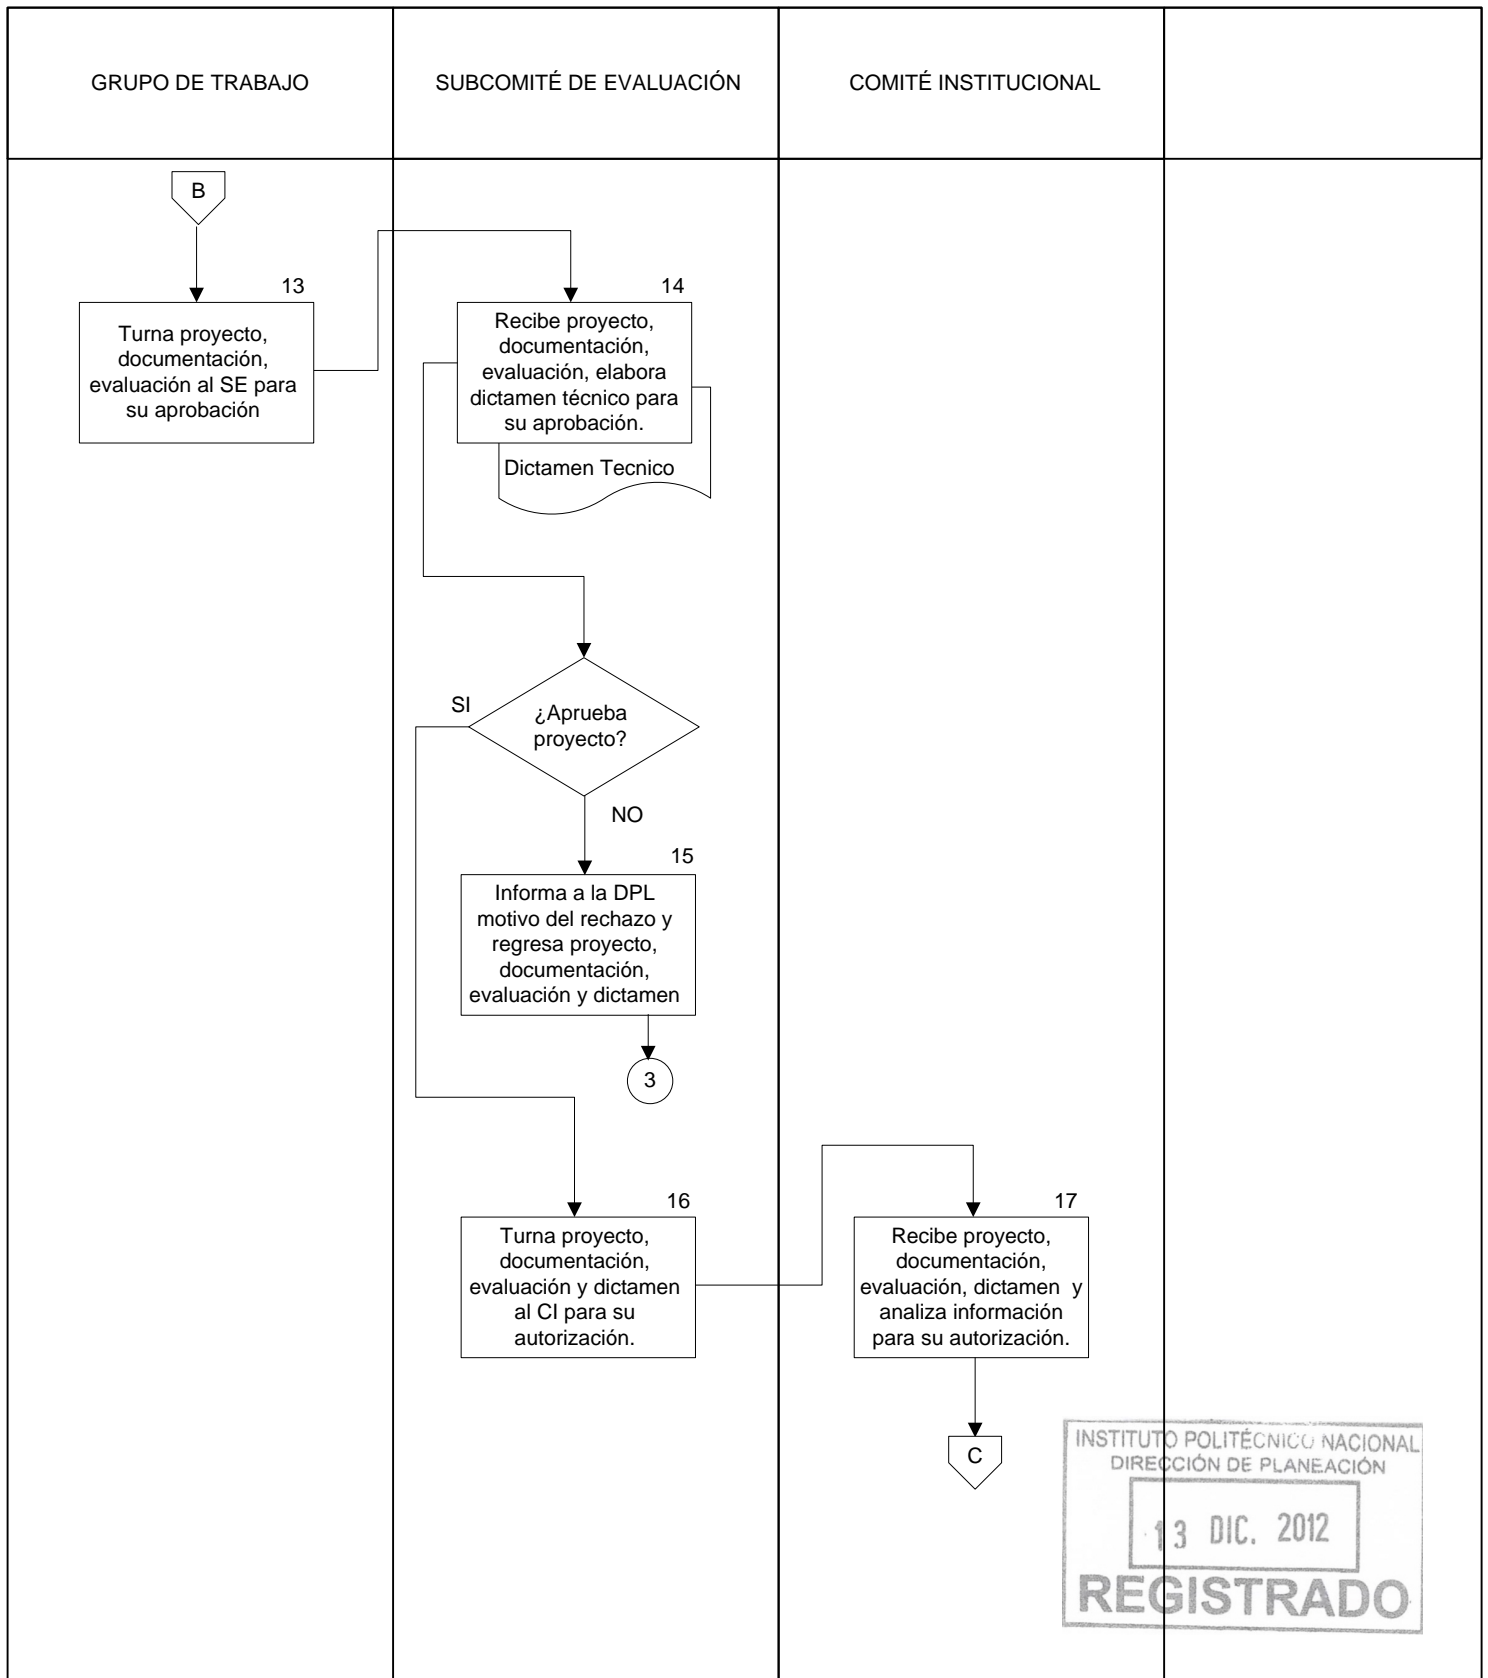 GRUPO DE TRABAJO
SUBCOMITÉ DE EVALUACIÓN
COMITÉ INSTITUCIONAL
B
13
Turna proyecto,
documentación,
evaluación al SE para
su aprobación
14
Recibe proyecto,
documentación,
evaluación, elabora
dictamen técnico para
su aprobación.
Dictamen Tecnico
¿Aprueba
proyecto?
SI
NO
15
Informa a la DPL
motivo del rechazo y
regresa proyecto,
documentación,
evaluación y dictamen
3
16
Turna proyecto,
documentación,
evaluación y dictamen
al CI para su
autorización.
17
Recibe proyecto,
documentación,
evaluación, dictamen y
analiza información
para su autorización.
C
INSTITUTO POLITÉCNICO NACIONAL
DIRECCIÓN DE PLANEACIÓN
13 DIC. 2012
REGISTRADO